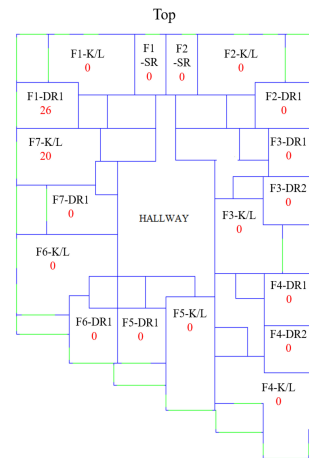 Top
F1-K/L
0
F1
-SR
0
F2
-SR
0
F2-K/L
0
F1-DR1
26
F2-DR1
0
F7-K/L
20
F3-DR1
0
F3-DR2
0
F7-DR1
0
F3-K/L
0
HALLWAY
F6-K/L
0
F4-DR1
0
F6-DR1
0
F5-DR1
0
F5-K/L
0
F4-DR2
0
F4-K/L
0